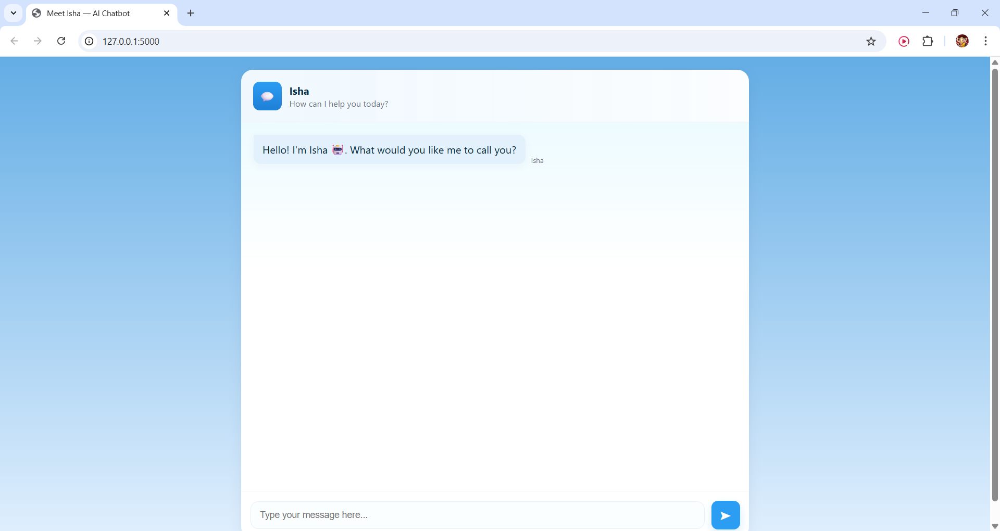 Meet Isha — AI Chatbot
127.0.0.1:5000
Isha
How can I help you today?
Hello! I'm Isha 🤖. What would you like me to call you?
Isha
Type your message here...